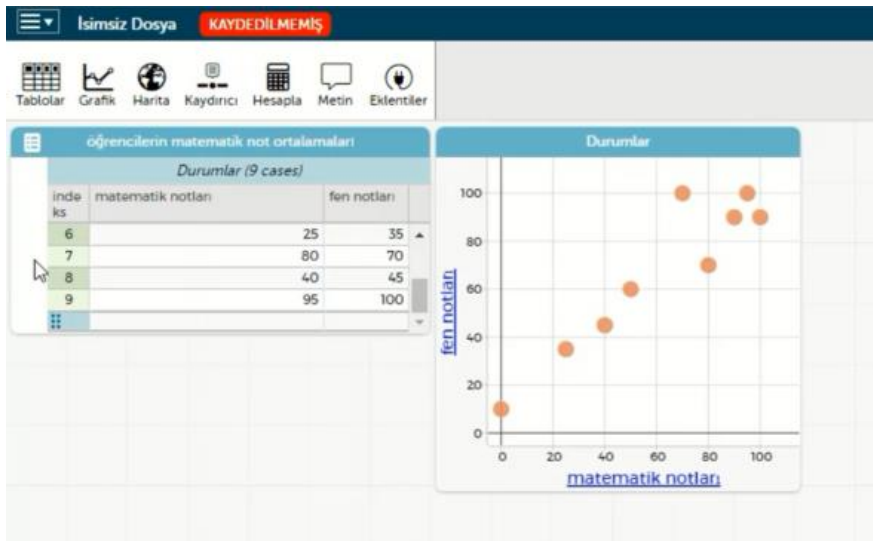 İsimsiz Dosya KAYDEDİLMEMİŞ
Tablolar Grafik Harita Kaydırıcı Hesapla Metin Eklentiler
öğrencilerin matematik not ortalamaları
Durumlar (9 cases)
inde
ks matematik notları fen notları
6 25 35
7 80 70
8 40 45
9 95 100
Durumlar
fen notları
100
80
60
40
20
0
0 20 40 60 80 100
matematik notları